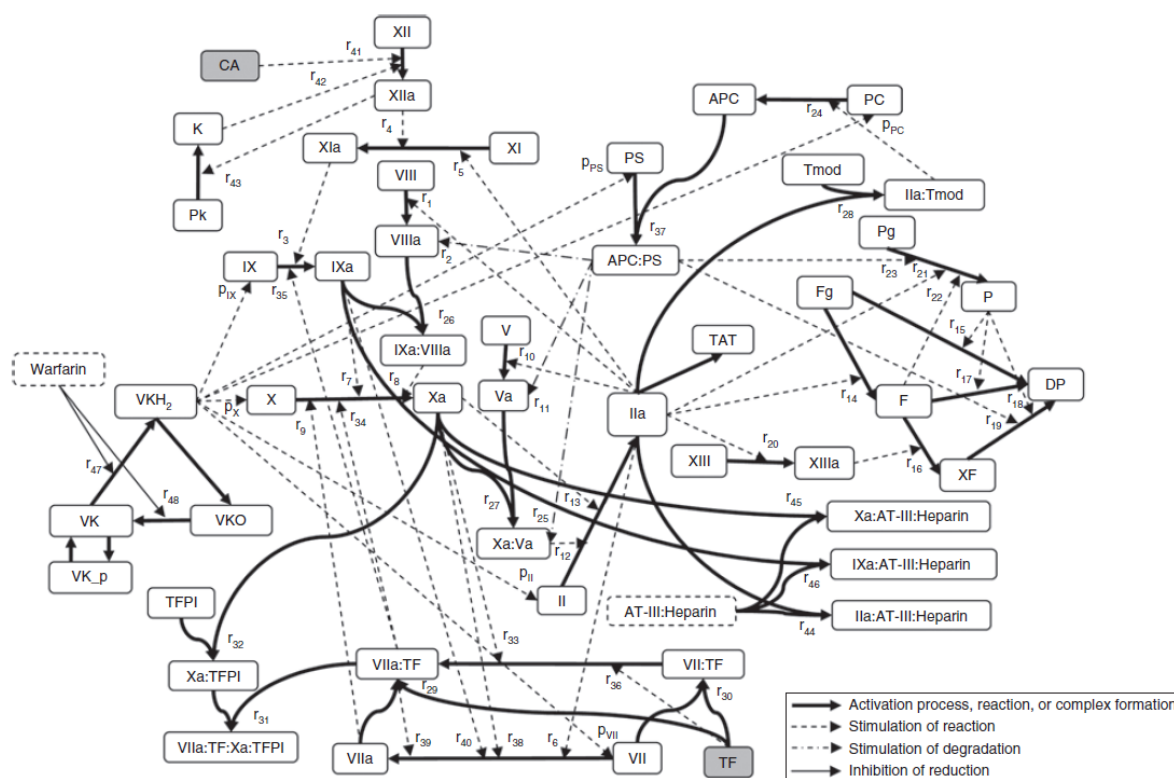 XII
r41
CA
r42
XIIa
APC
PC
r24
K
r4
pPC
XIa
XI
PS
Tmod
r43
r5
pPS
VIII
IIa:Tmod
Pk
r1
r28
r3
VIIIa
r37
Pg
r2
APC:PS
r23
r21
IX
IXa
r22
P
pIX
r35
Fg
r26
V
r15
TAT
IXa:VIIIa
r10
Warfarin
r7
r8
r17
DP
VKH2
X
Xa
Va
IIa
r14
F
r18
pX
r9
r34
r11
r19
r20
XIII
XIIIa
r16
XF
r47
r48
r27
r13
r45
VK
VKO
r25
Xa:AT-III:Heparin
Xa:Va
r12
VK_p
pII
IXa:AT-III:Heparin
r46
TFPI
II
AT-III:Heparin
IIa:AT-III:Heparin
r44
r32
r33
Xa:TFPI
VIIa:TF
VII:TF
r29
r36
r30
r31
pVII
VIIa:TF:Xa:TFPI
r39
r40
r38
r6
VIIa
VII
TF
Activation process, reaction, or complex formation
Stimulation of reaction
Stimulation of degradation
Inhibition of reduction